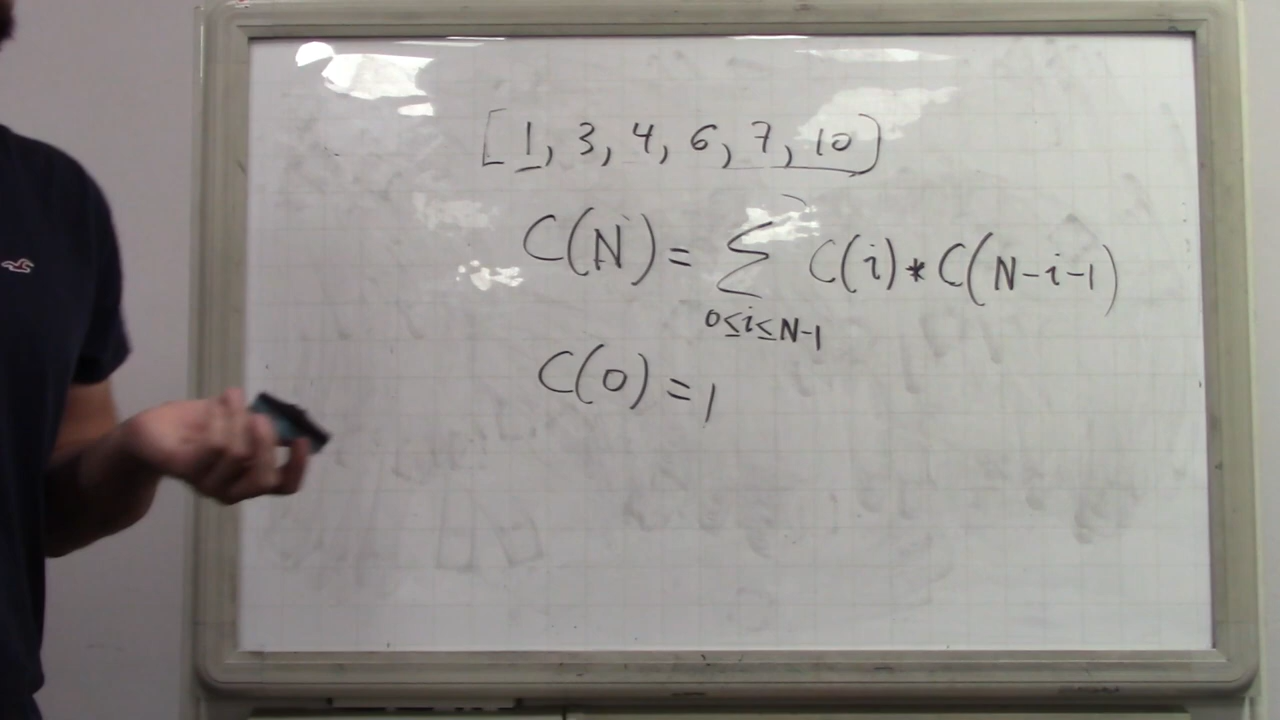 [1, 3, 4, 6, 7, 10]
C(N) = ∑ C(i) * C(N-i-1)
0≤i≤N-1
C(0) = 1